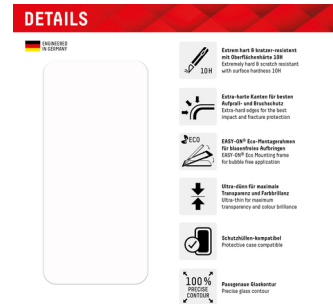 DETAILS
ENGINEERED
IN GERMANY
10H
Extrem hart & kratzer-resistent
mit Oberflächenhärte 10H
Extremely hard & scratch resistant
with surface hardness 10H
Extra-harte Kanten für besten
Aufprall- und Bruchschutz
Extra-hard edges for the best
impact and fracture protection
ECO
EASY-ON® Eco-Montagerahmen
für blasenfreies Aufbringen
EASY-ON® Eco Mounting frame
for bubble free application
Ultra-dünn für maximale
Transparenz und Farbbrillanz
Ultra-thin for maximum
transparency and colour brilliance
Schutzhüllen-kompatibel
Protective case compatible
100%
PRECISE
CONTOUR
Passgenaue Glaskontur
Precise glass contour